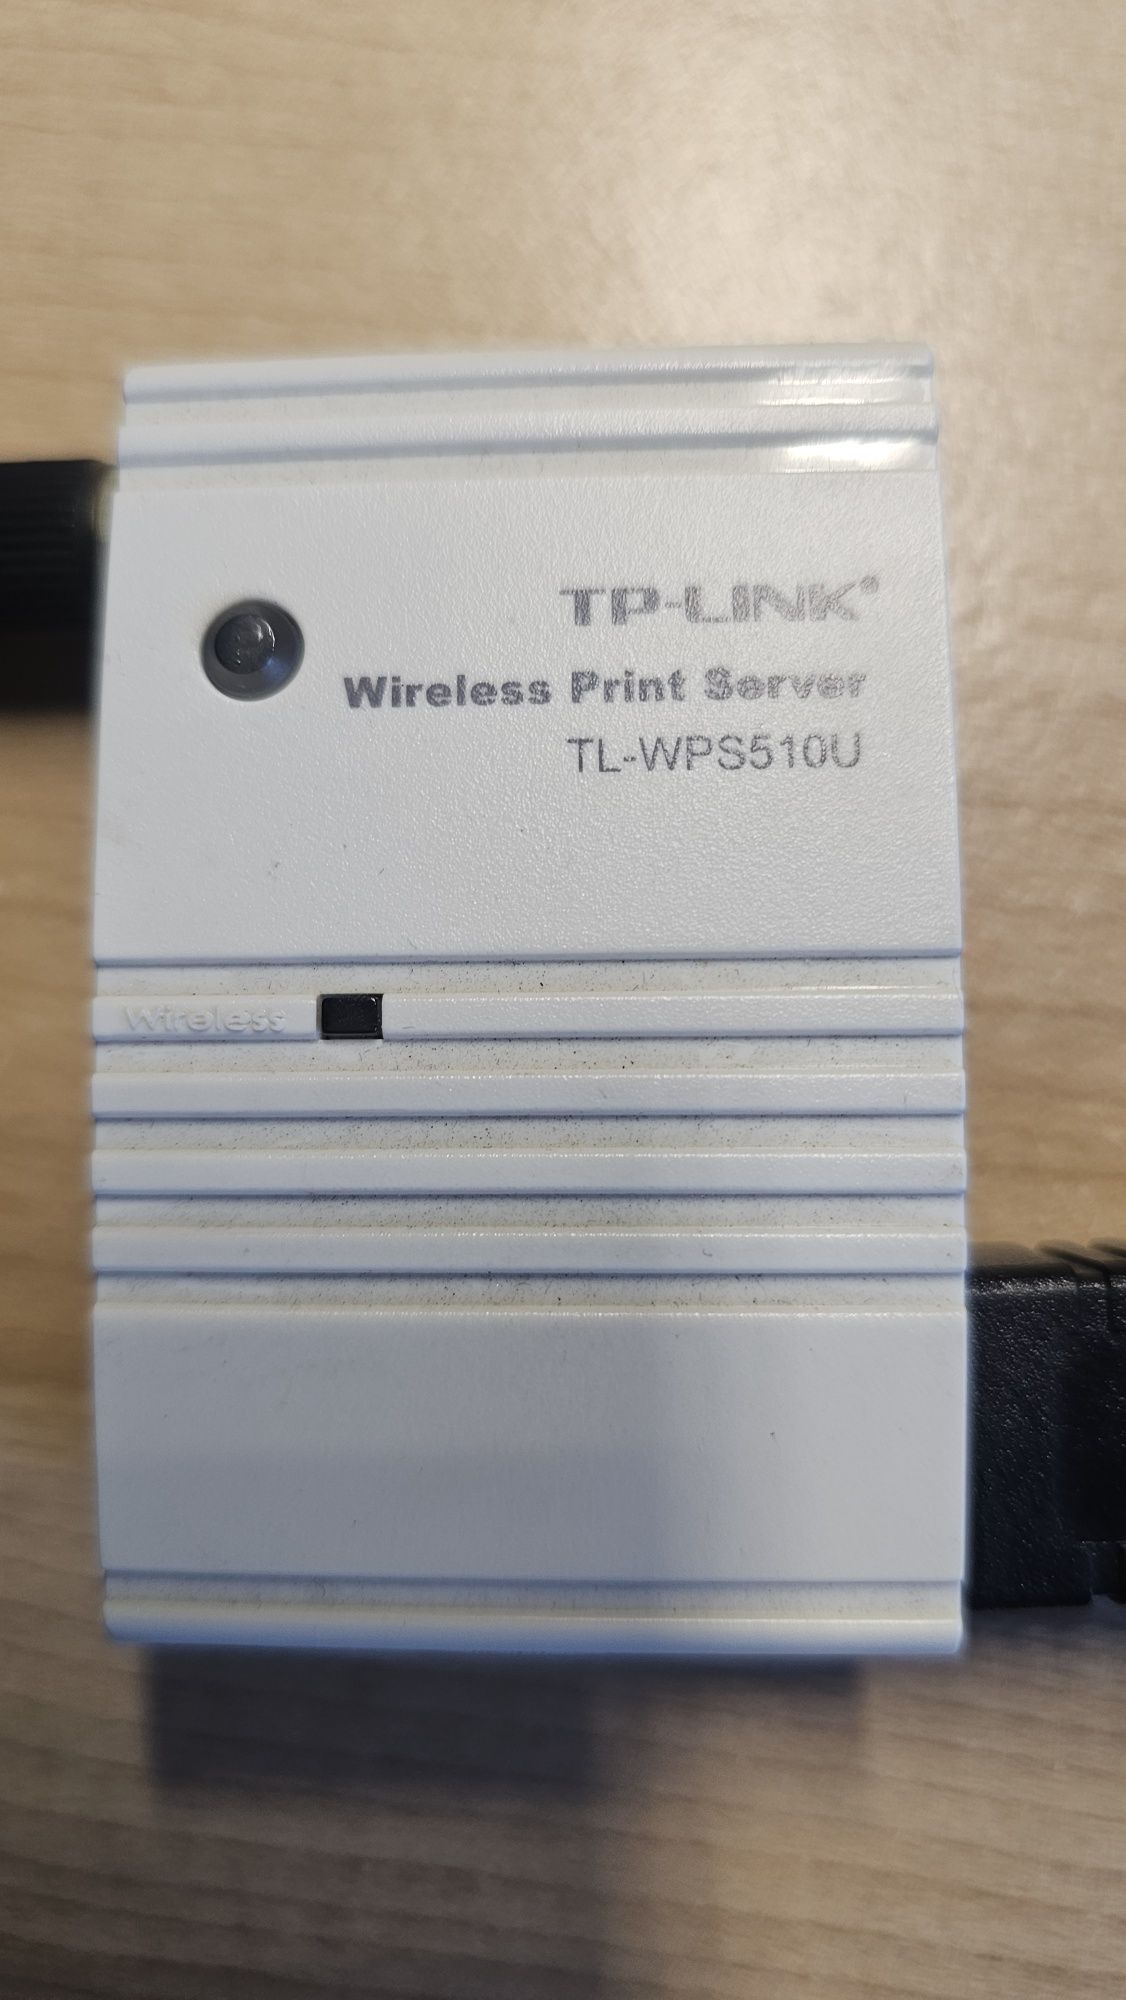 TP-LINK®
Wireless Print Server
TL-WPS510U
Wireless